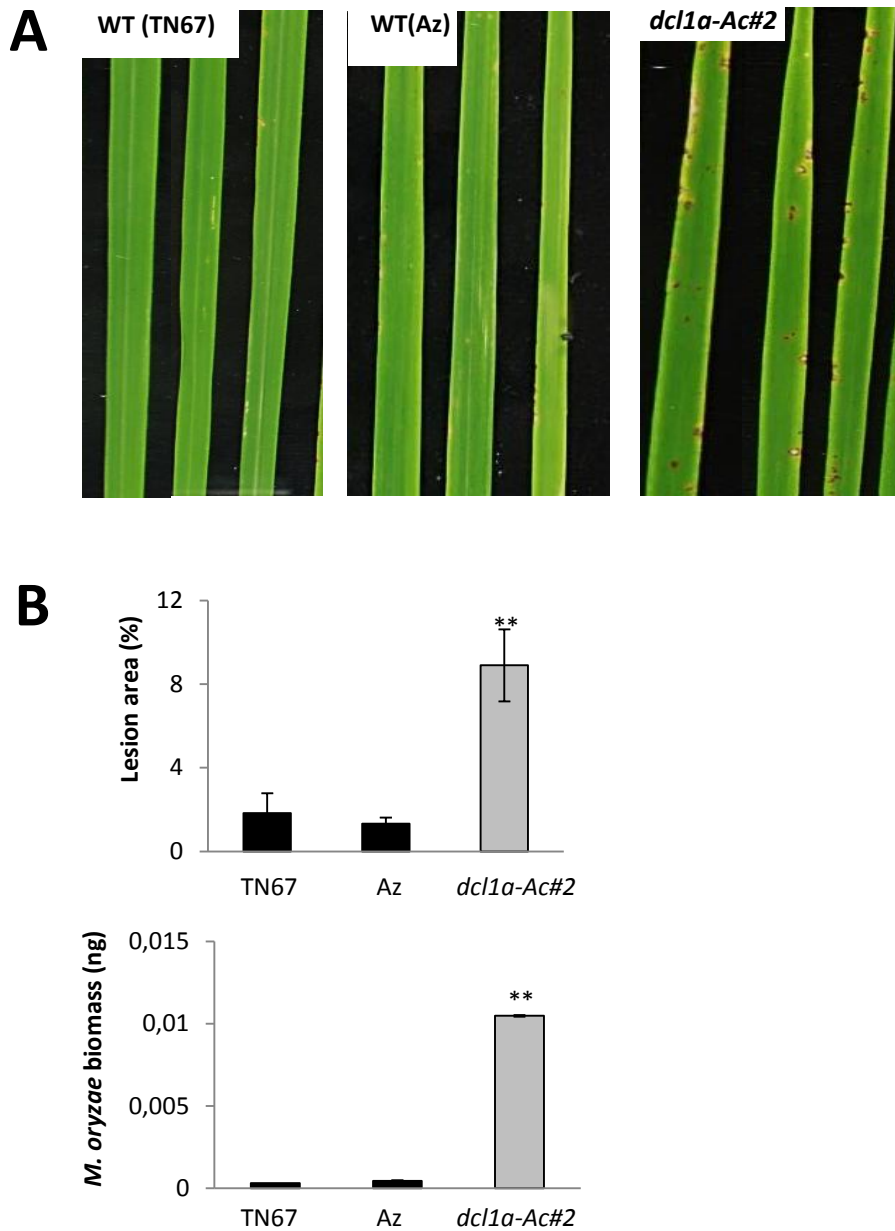 A
WT (TN67)
WT(Az)
dcl1a-Ac#2
B
Lesion area (%)
12
8
4
0
**
TN67
Az
dcl1a-Ac#2
M. oryzae biomass (ng)
0,015
0,01
0,005
0
**
TN67
Az
dcl1a-Ac#2